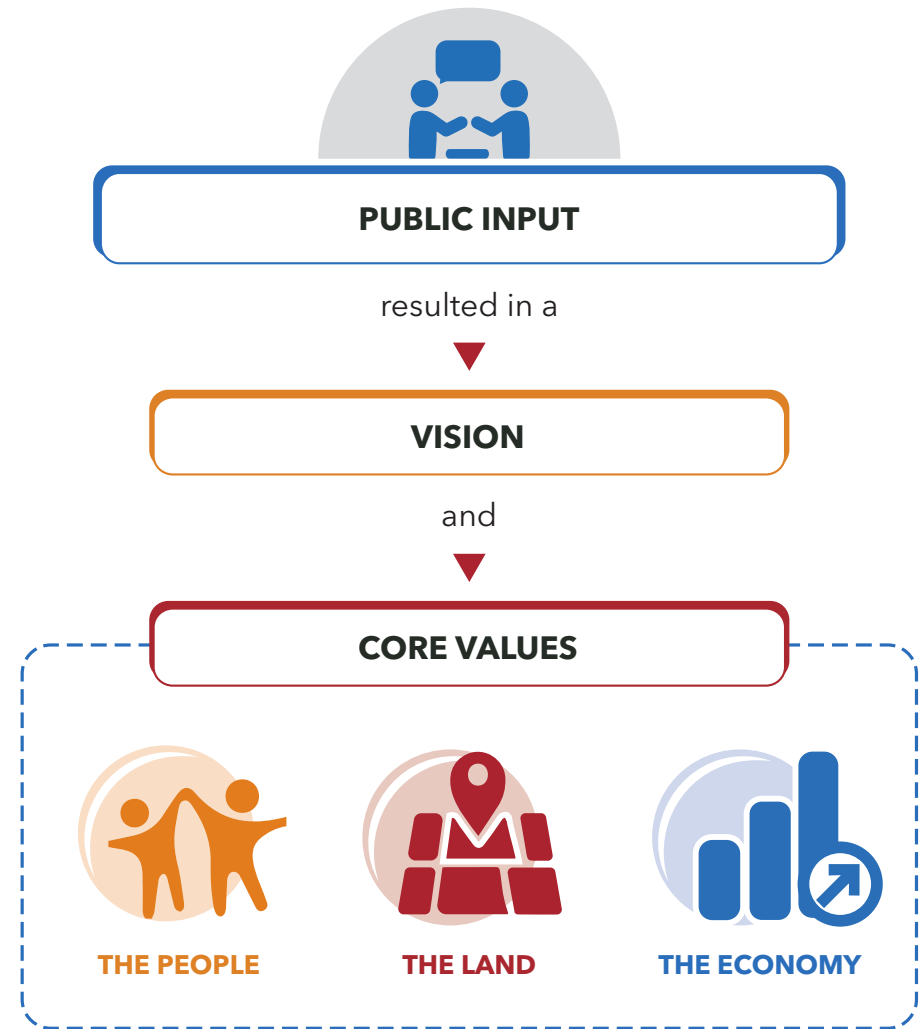 PUBLIC INPUT
resulted in a
VISION
and
CORE VALUES
THE PEOPLE
THE LAND
THE ECONOMY